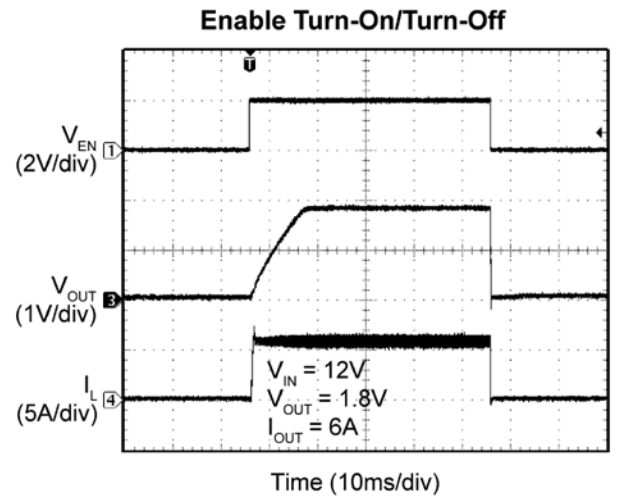 Enable Turn-On/Turn-Off
T
V_EN
(2V/div)
1
V_OUT
(1V/div)
3
I_L
(5A/div)
4
V_IN = 12V
V_OUT = 1.8V
I_OUT = 6A
Time (10ms/div)